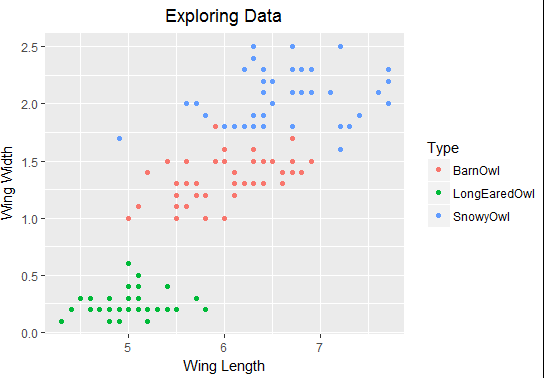 Exploring Data
Wing Width
2.5
2.0
1.5
1.0
0.5
0.0
5
6
7
Wing Length
Type
BarnOwl
LongEaredOwl
SnowyOwl